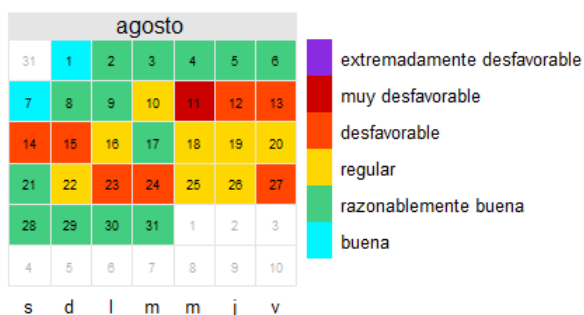 agosto
31 1 2 3 4 5 6
7 8 9 10 11 12 13
14 15 16 17 18 19 20
21 22 23 24 25 26 27
28 29 30 31 1 2 3
4 5 6 7 8 9 10
s d l m m j v
extremadamente desfavorable
muy desfavorable
desfavorable
regular
razonablemente buena
buena